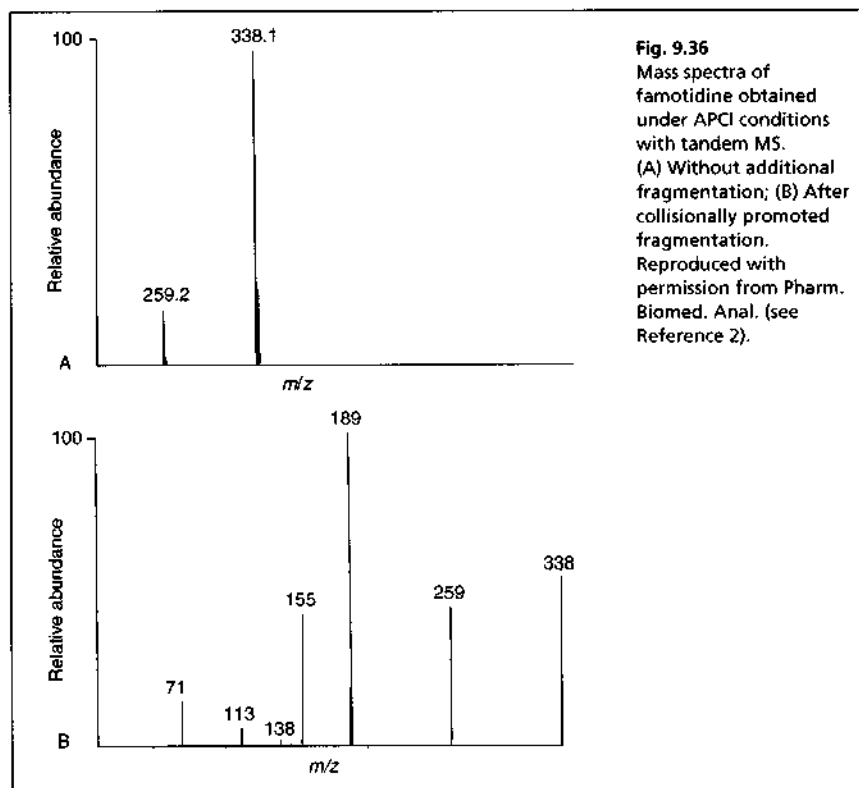 100
338.1
259.2
Relative abundance
A
m/z
Fig. 9.36
Mass spectra of
famotidine obtained
under APCI conditions
with tandem MS.
(A) Without additional
fragmentation; (B) After
collisionally promoted
fragmentation.
Reproduced with
permission from Pharm.
Biomed. Anal. (see
Reference 2).
189
100
338
259
155
71
113
138
Relative abundance
B
m/z